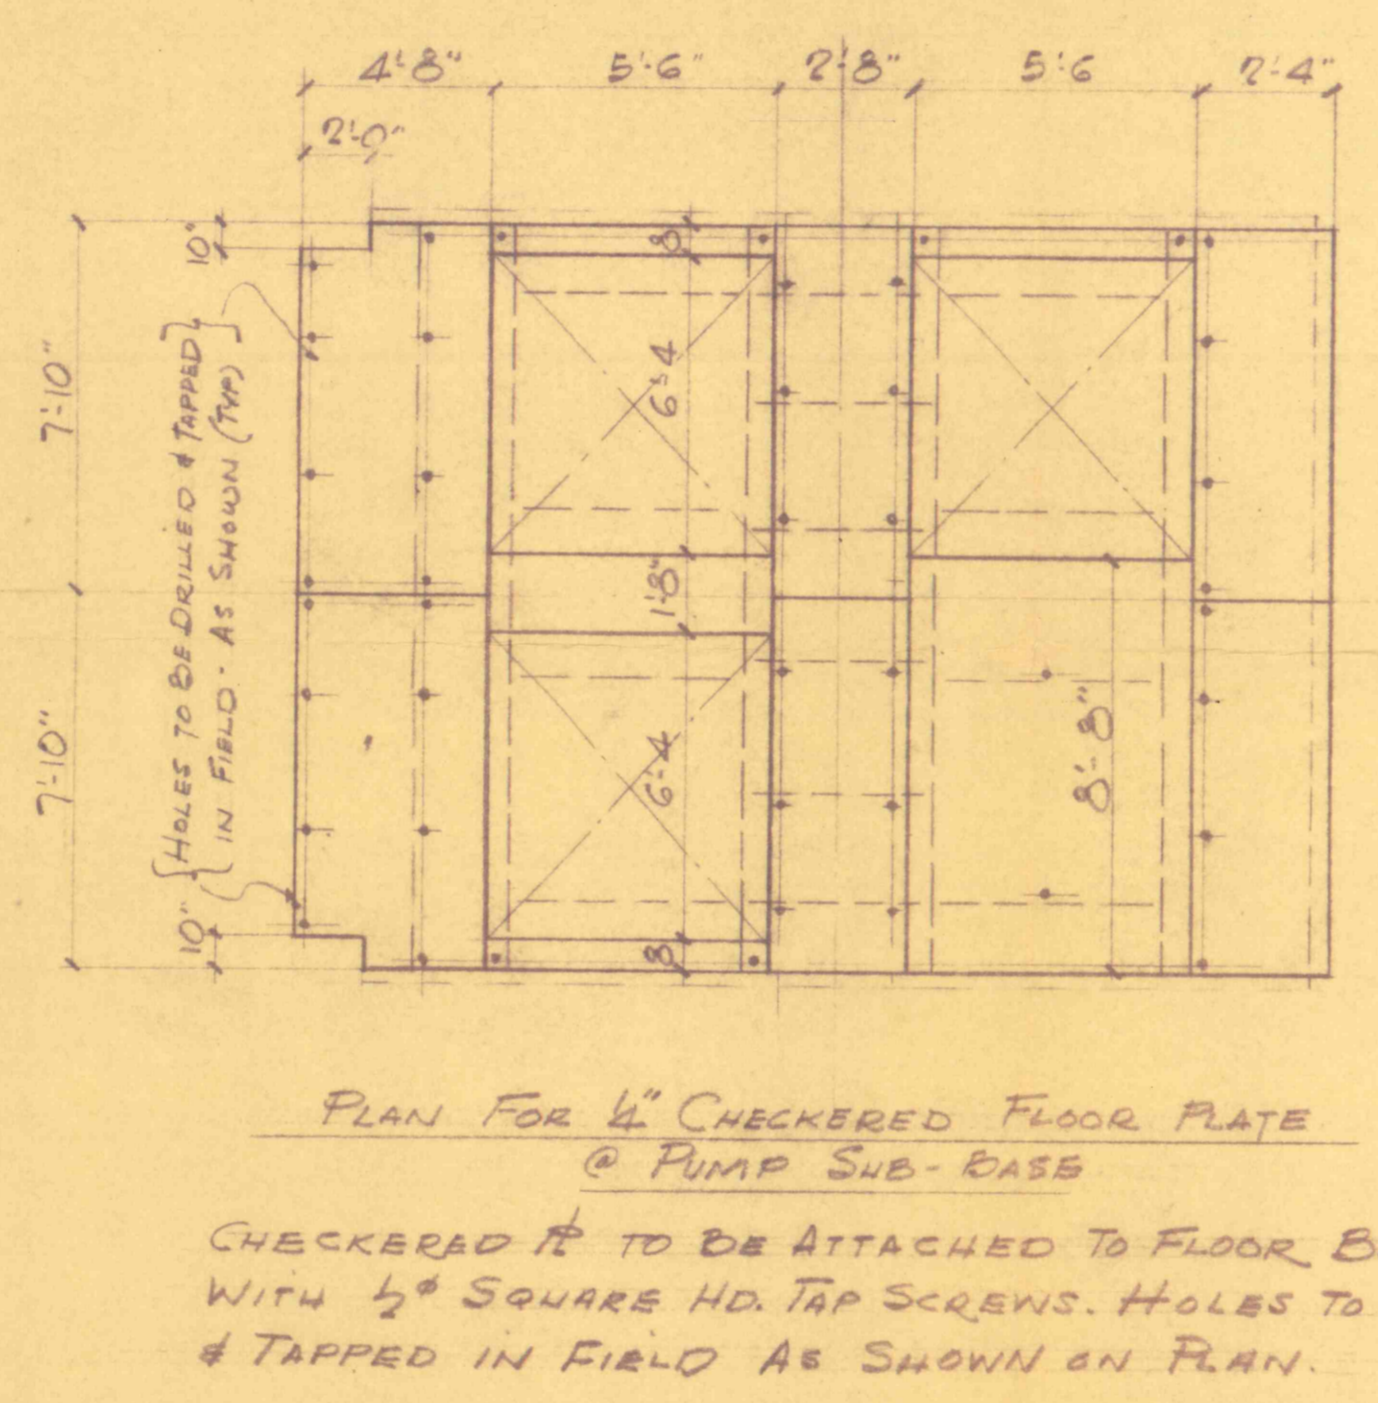 4'-8" 5'-6" 2'-8" 5'-6 2'-4"
2'-0"
10"
7'-10"
7'-10"
10"
{HOLES TO BE DRILLED & TAPPED}
{IN FIELD - AS SHOWN (TYP)}
8
6'-4
1'-8"
6'-4
8
8'-8"
PLAN FOR 1/4" CHECKERED FLOOR PLATE
@ PUMP SUB-BASE
CHECKERED ⅊ TO BE ATTACHED TO FLOOR B
WITH 1/2ø SQUARE HD. TAP SCREWS. HOLES TO
& TAPPED IN FIELD AS SHOWN ON PLAN.